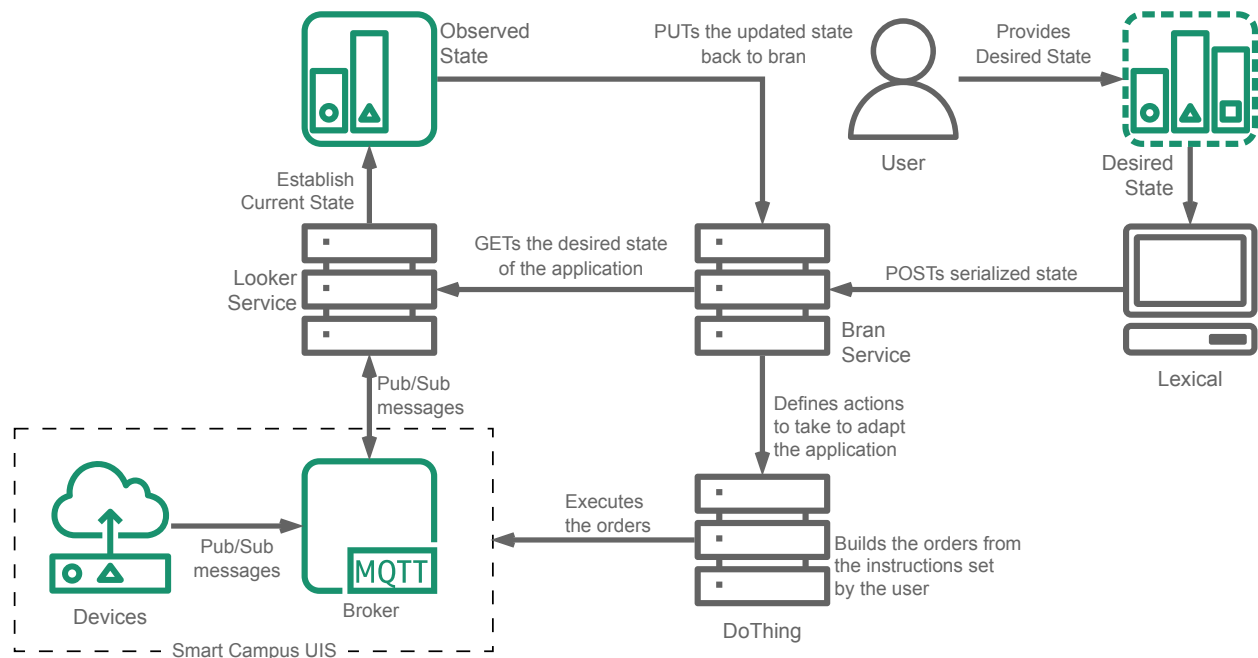 Observed
State
PUTs the updated state
back to bran
Provides
Desired State
User
Desired
State
Establish
Current State
GETs the desired state
of the application
Looker
Service
POSTs serialized state
Bran
Service
Lexical
Pub/Sub
messages
Defines actions
to take to adapt
the application
Executes
the orders
Pub/Sub
messages
MQTT
Builds the orders from
the instructions set
by the user
Devices
Broker
DoThing
Smart Campus UIS